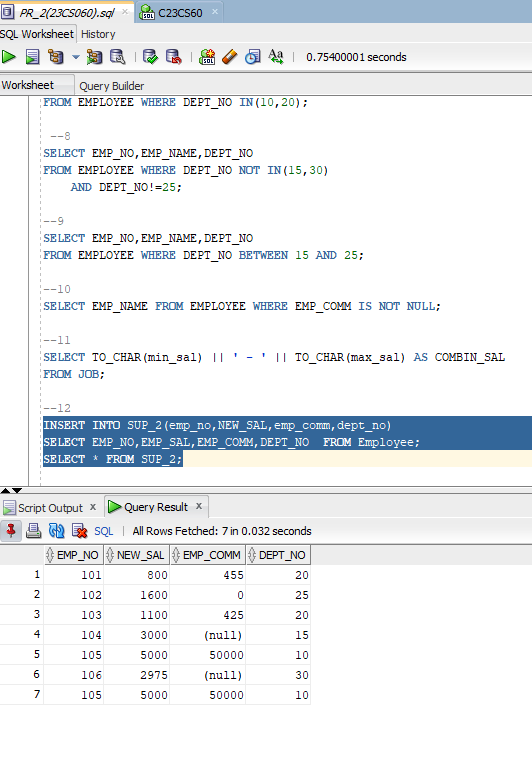 PR_2(23CS060).sql
C23CS60
SQL Worksheet History
0.75400001 seconds
Worksheet Query Builder
FROM EMPLOYEE WHERE DEPT_NO IN(10,20);
--8
SELECT EMP_NO,EMP_NAME,DEPT_NO
FROM EMPLOYEE WHERE DEPT_NO NOT IN(15,30)
AND DEPT_NO!=25;
--9
SELECT EMP_NO,EMP_NAME,DEPT_NO
FROM EMPLOYEE WHERE DEPT_NO BETWEEN 15 AND 25;
--10
SELECT EMP_NAME FROM EMPLOYEE WHERE EMP_COMM IS NOT NULL;
--11
SELECT TO_CHAR(min_sal) || ' - ' || TO_CHAR(max_sal) AS COMBIN_SAL
FROM JOB;
--12
INSERT INTO SUP_2(emp_no,NEW_SAL,emp_comm,dept_no)
SELECT EMP_NO,EMP_SAL,EMP_COMM,DEPT_NO FROM Employee;
SELECT * FROM SUP_2;
Script Output x Query Result x
SQL | All Rows Fetched: 7 in 0.032 seconds
EMP_NO NEW_SAL EMP_COMM DEPT_NO
1 101 800 455 20
2 102 1600 0 25
3 103 1100 425 20
4 104 3000 (null) 15
5 105 5000 50000 10
6 106 2975 (null) 30
7 105 5000 50000 10